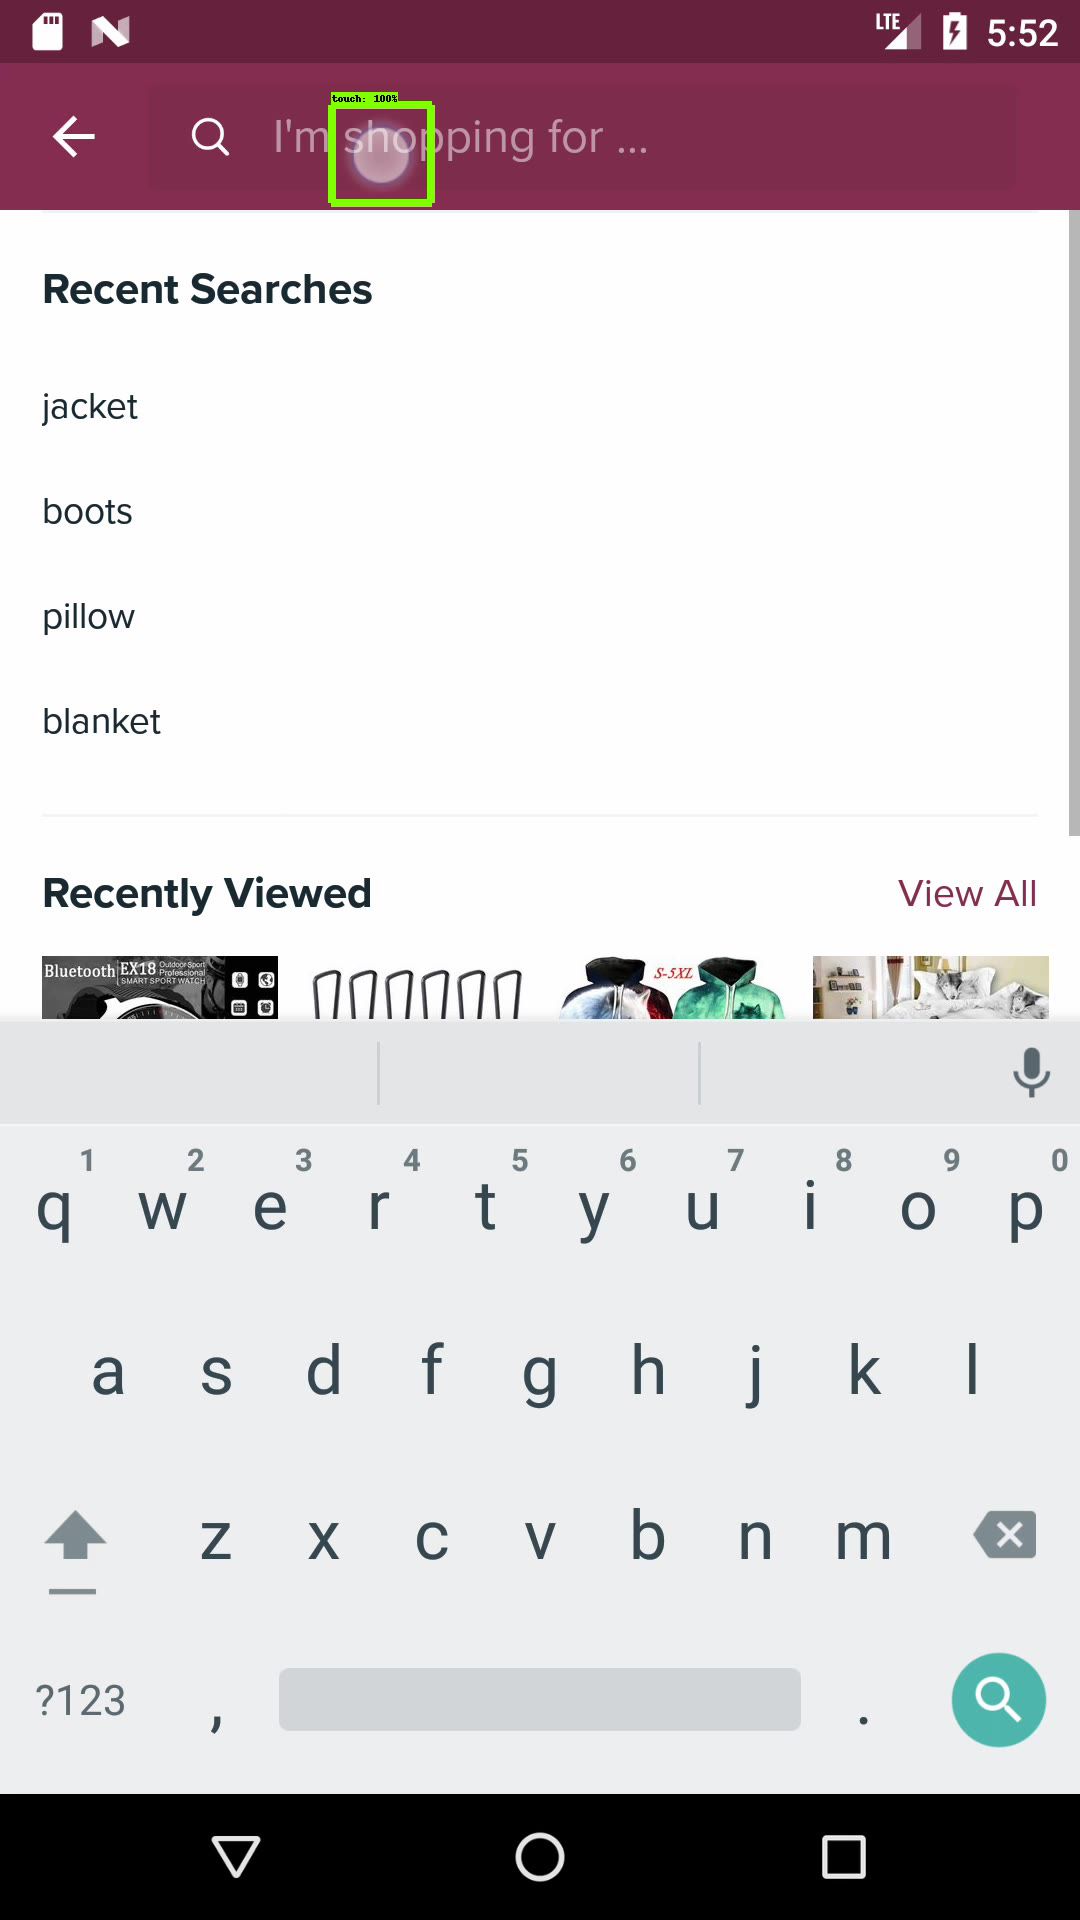 LTE 5:52
touch: 100%
I'm shopping for ...
Recent Searches
jacket
boots
pillow
blanket
Recently Viewed View All
Bluetooth EX18 Outdoor Sport Professional
SMART SPORT WATCH
S-5XL
1 2 3 4 5 6 7 8 9 0
q w e r t y u i o p
a s d f g h j k l
z x c v b n m
?123 , .